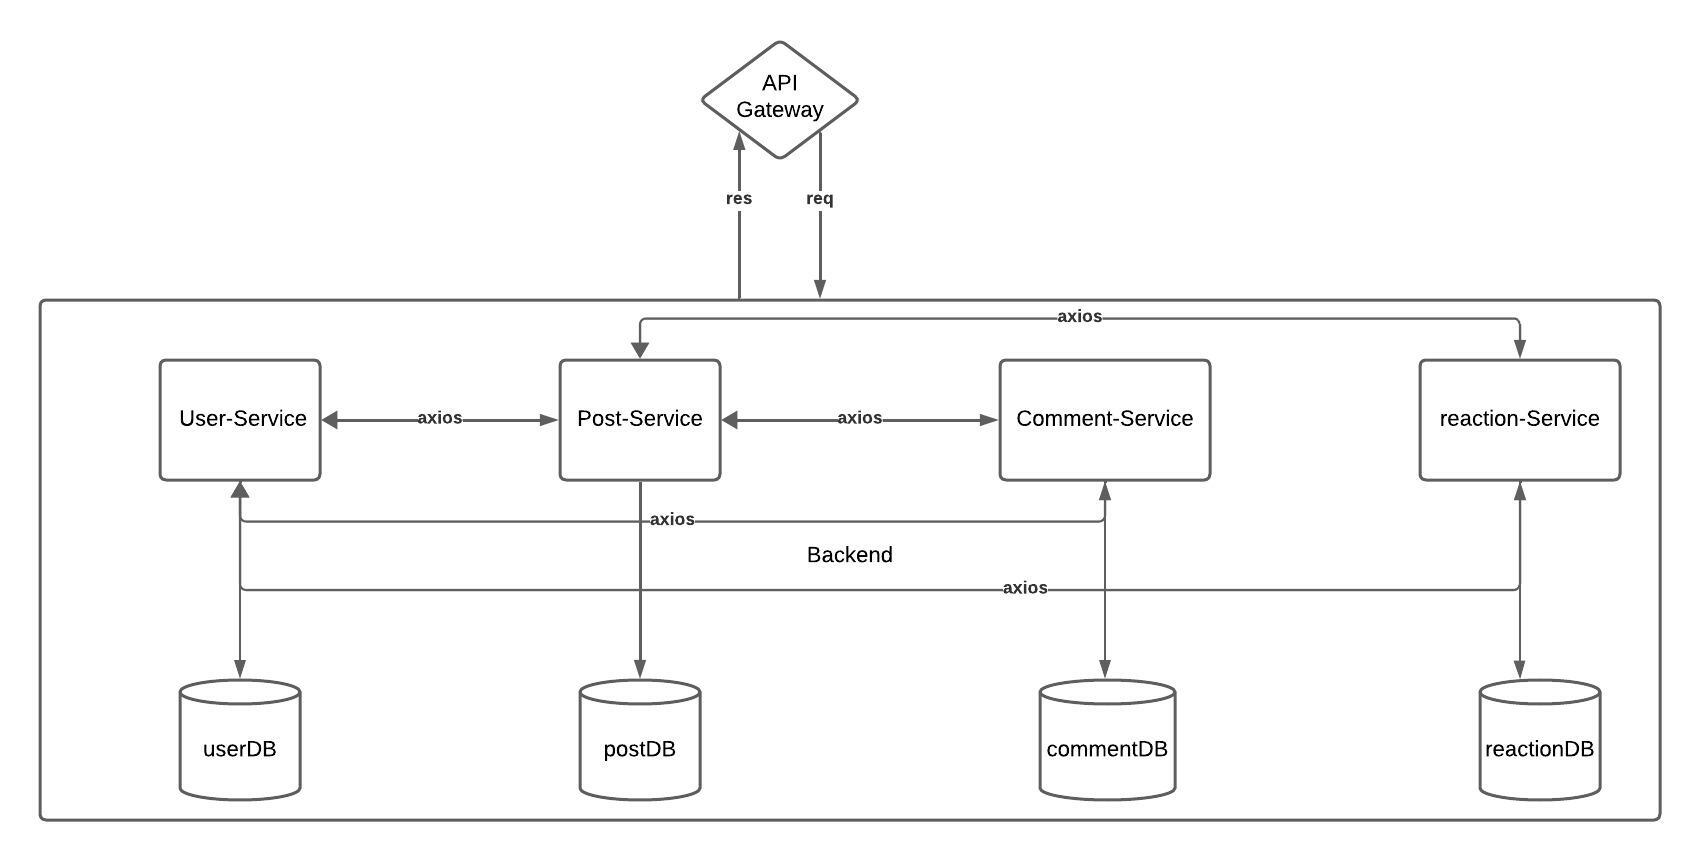 API
Gateway
res
req
axios
User-Service
axios
Post-Service
axios
Comment-Service
reaction-Service
axios
Backend
axios
userDB
postDB
commentDB
reactionDB